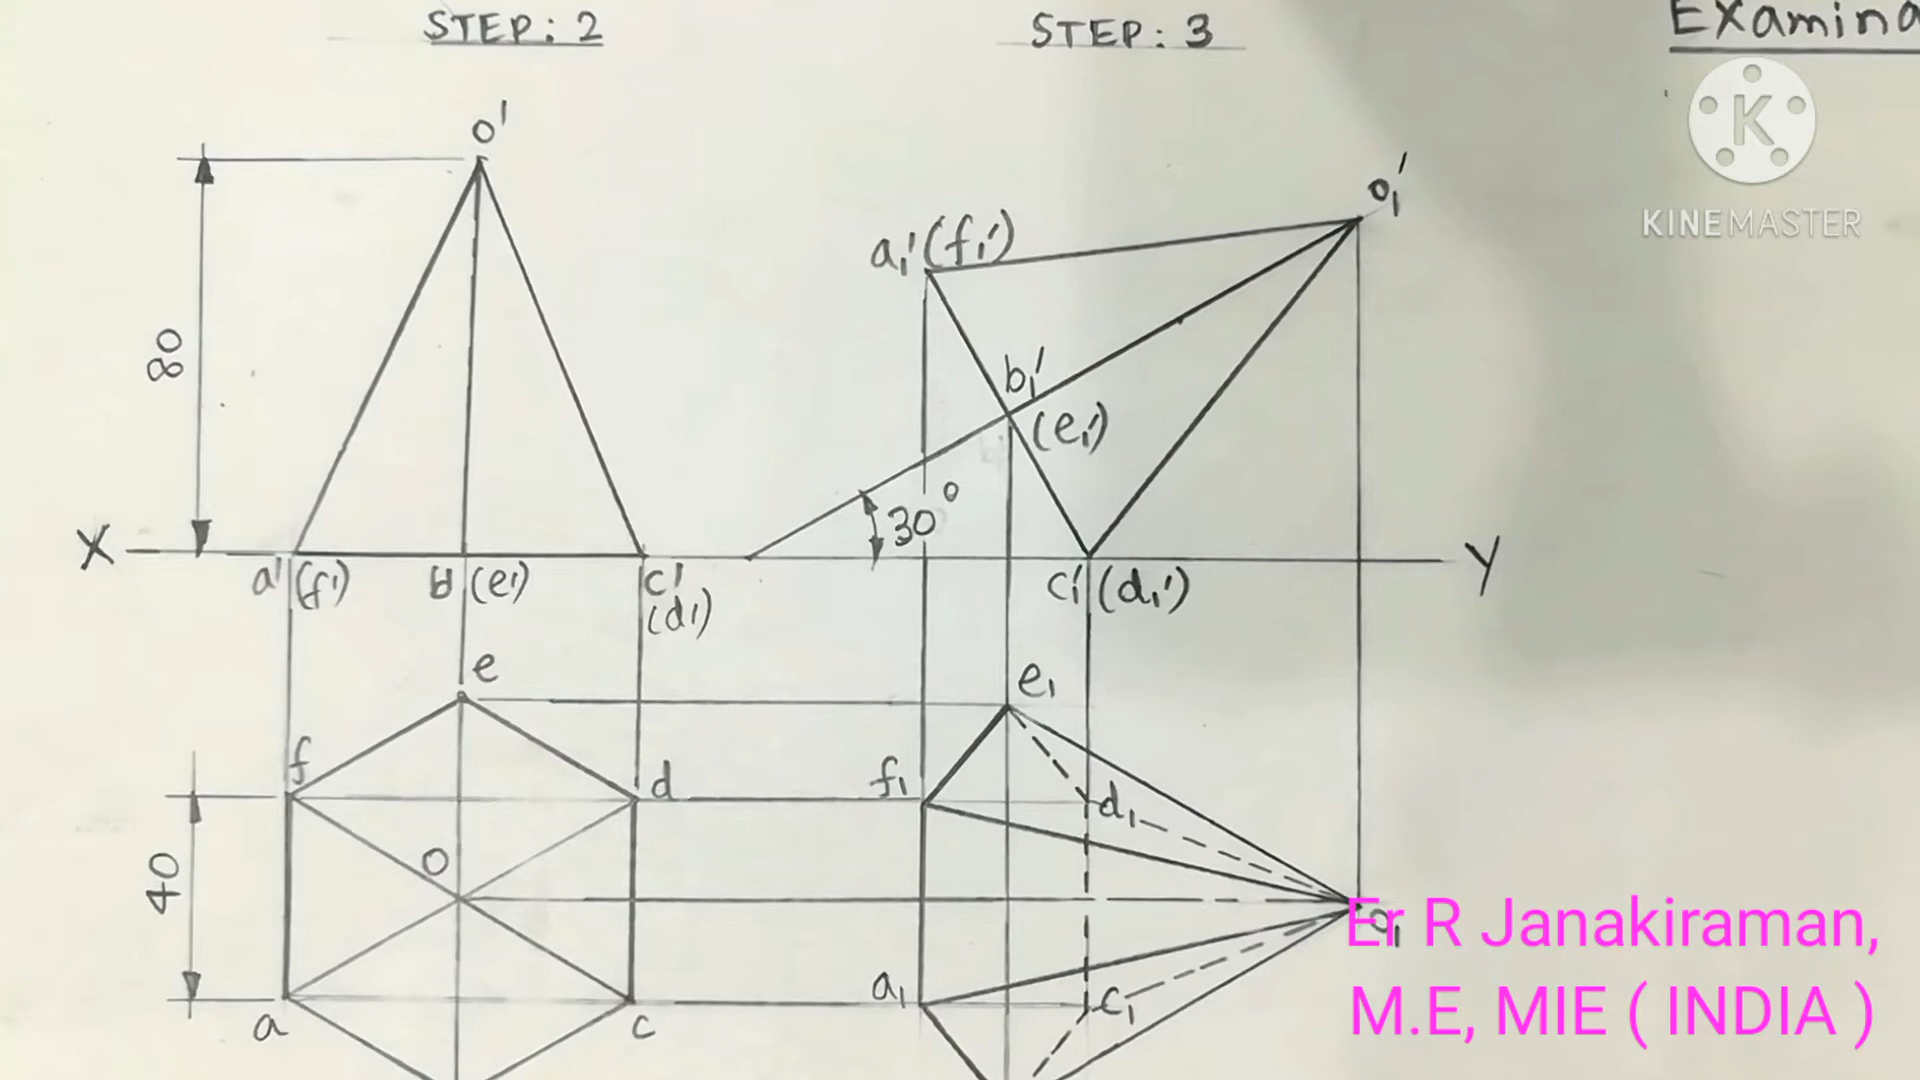 STEP: 2
STEP: 3
Examina
K
KINEMASTER
o'
o₁'
a₁'(f₁')
80
b₁'
(e₁')
30°
X
Y
a'(f')
(e')
c'
(d')
c₁'(d₁')
e
e₁
f
d
f₁
d₁
o
40
a
c
a₁
c₁
Er R Janakiraman,
M.E, MIE ( INDIA )